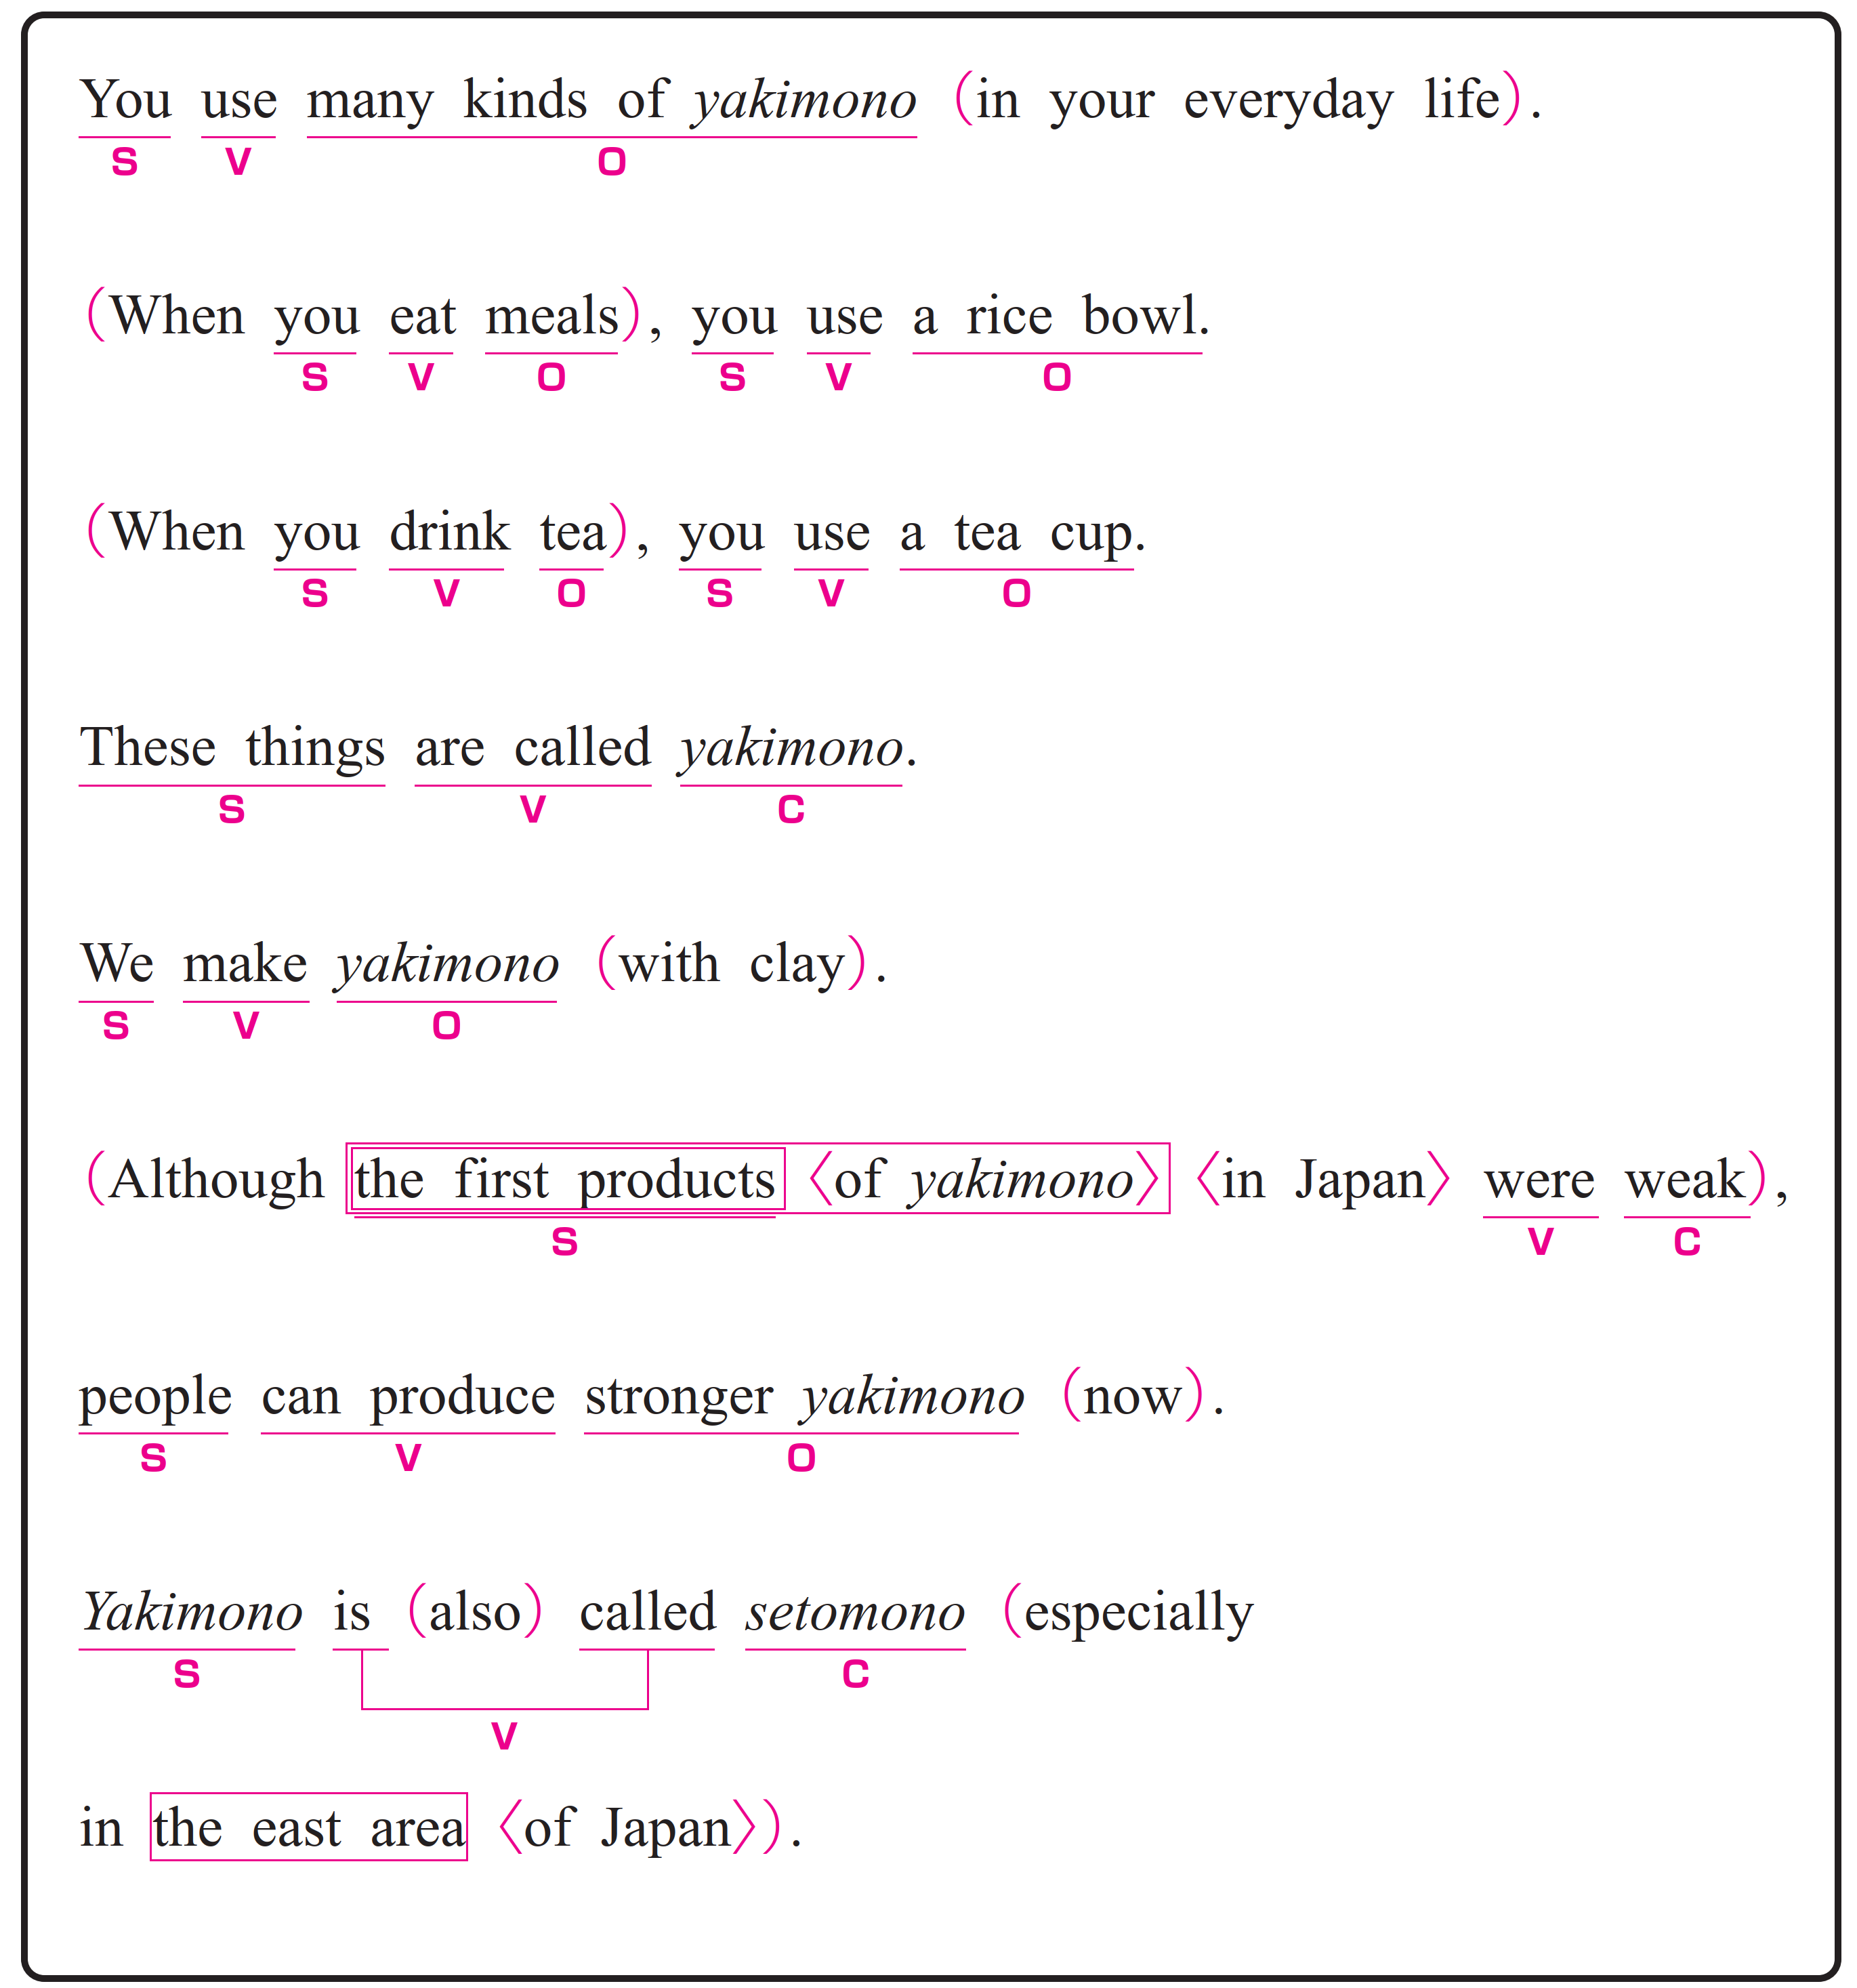 You use many kinds of yakimono (in your everyday life).
S V O
(When you eat meals), you use a rice bowl.
S V O S V O
(When you drink tea), you use a tea cup.
S V O S V O
These things are called yakimono.
S V C
We make yakimono (with clay).
S V O
(Although the first products 〈of yakimono〉 〈in Japan〉 were weak),
S V C
people can produce stronger yakimono (now).
S V O
Yakimono is (also) called setomono (especially
S C
V
in the east area 〈of Japan〉).